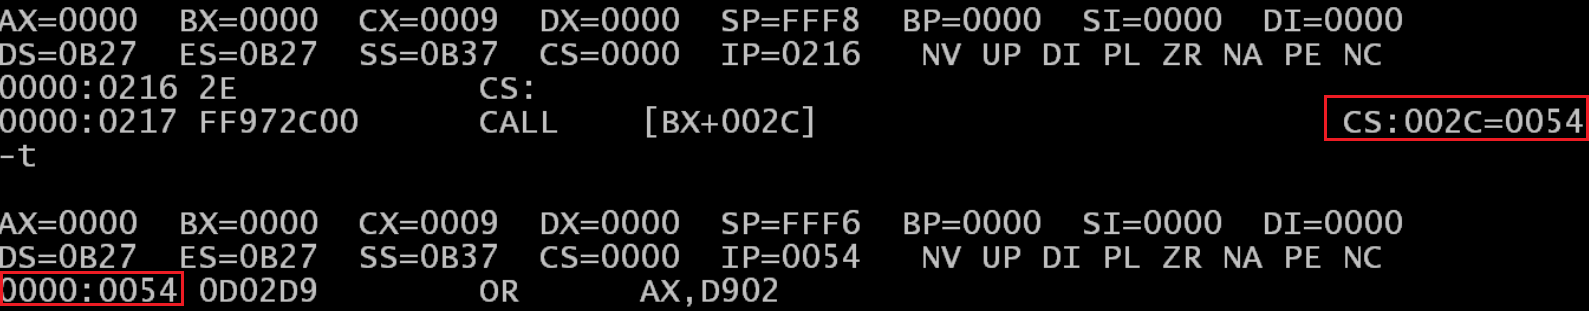 AX=0000 BX=0000 CX=0009 DX=0000 SP=FFF8 BP=0000 SI=0000 DI=0000
DS=0B27 ES=0B27 SS=0B37 CS=0000 IP=0216 NV UP DI PL ZR NA PE NC
0000:0216 2E CS:
0000:0217 FF972C00 CALL [BX+002C] CS:002C=0054
-t
AX=0000 BX=0000 CX=0009 DX=0000 SP=FFF6 BP=0000 SI=0000 DI=0000
DS=0B27 ES=0B27 SS=0B37 CS=0000 IP=0054 NV UP DI PL ZR NA PE NC
0000:0054 0D02D9 OR AX,D902